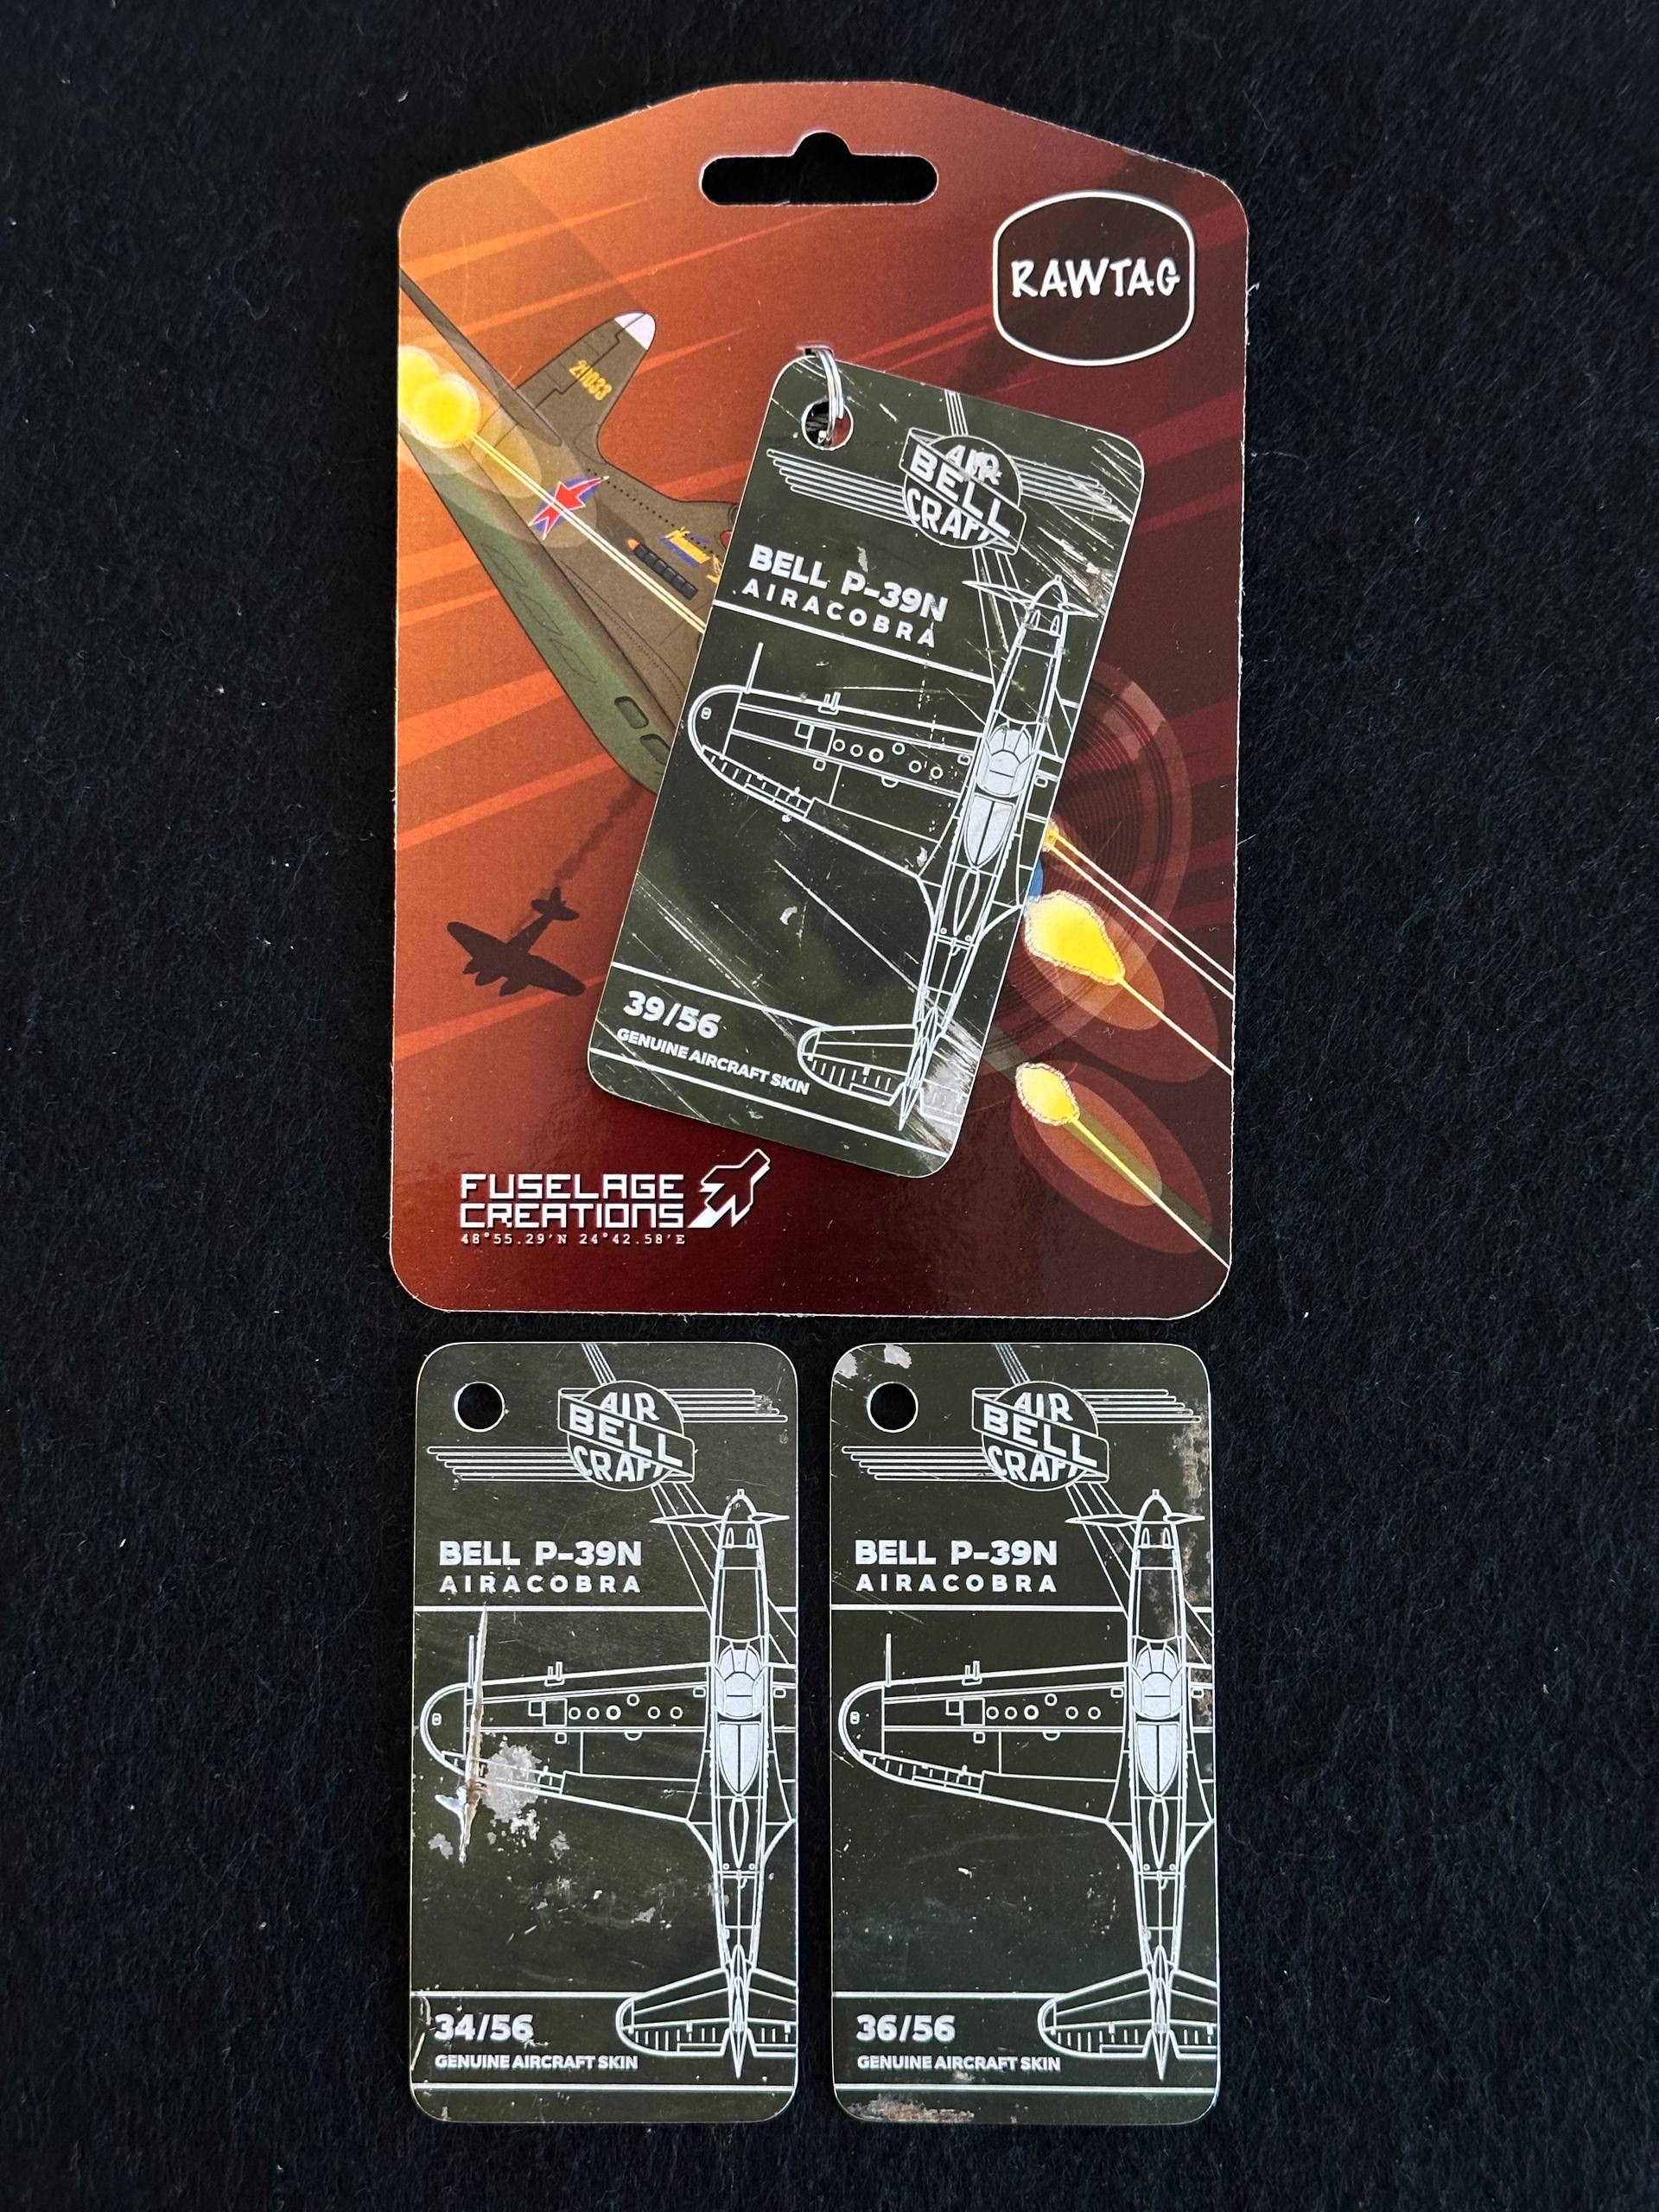 RAWTAG
211033
AIR
BELL
CRAFT
BELL P-39N
AIRACOBRA
39/56
GENUINE AIRCRAFT SKIN
FUSELAGE
CREATIONS
48°55.29'N 24°42.58'E
AIR
BELL
CRAFT
BELL P-39N
AIRACOBRA
34/56
GENUINE AIRCRAFT SKIN
AIR
BELL
CRAFT
BELL P-39N
AIRACOBRA
36/56
GENUINE AIRCRAFT SKIN